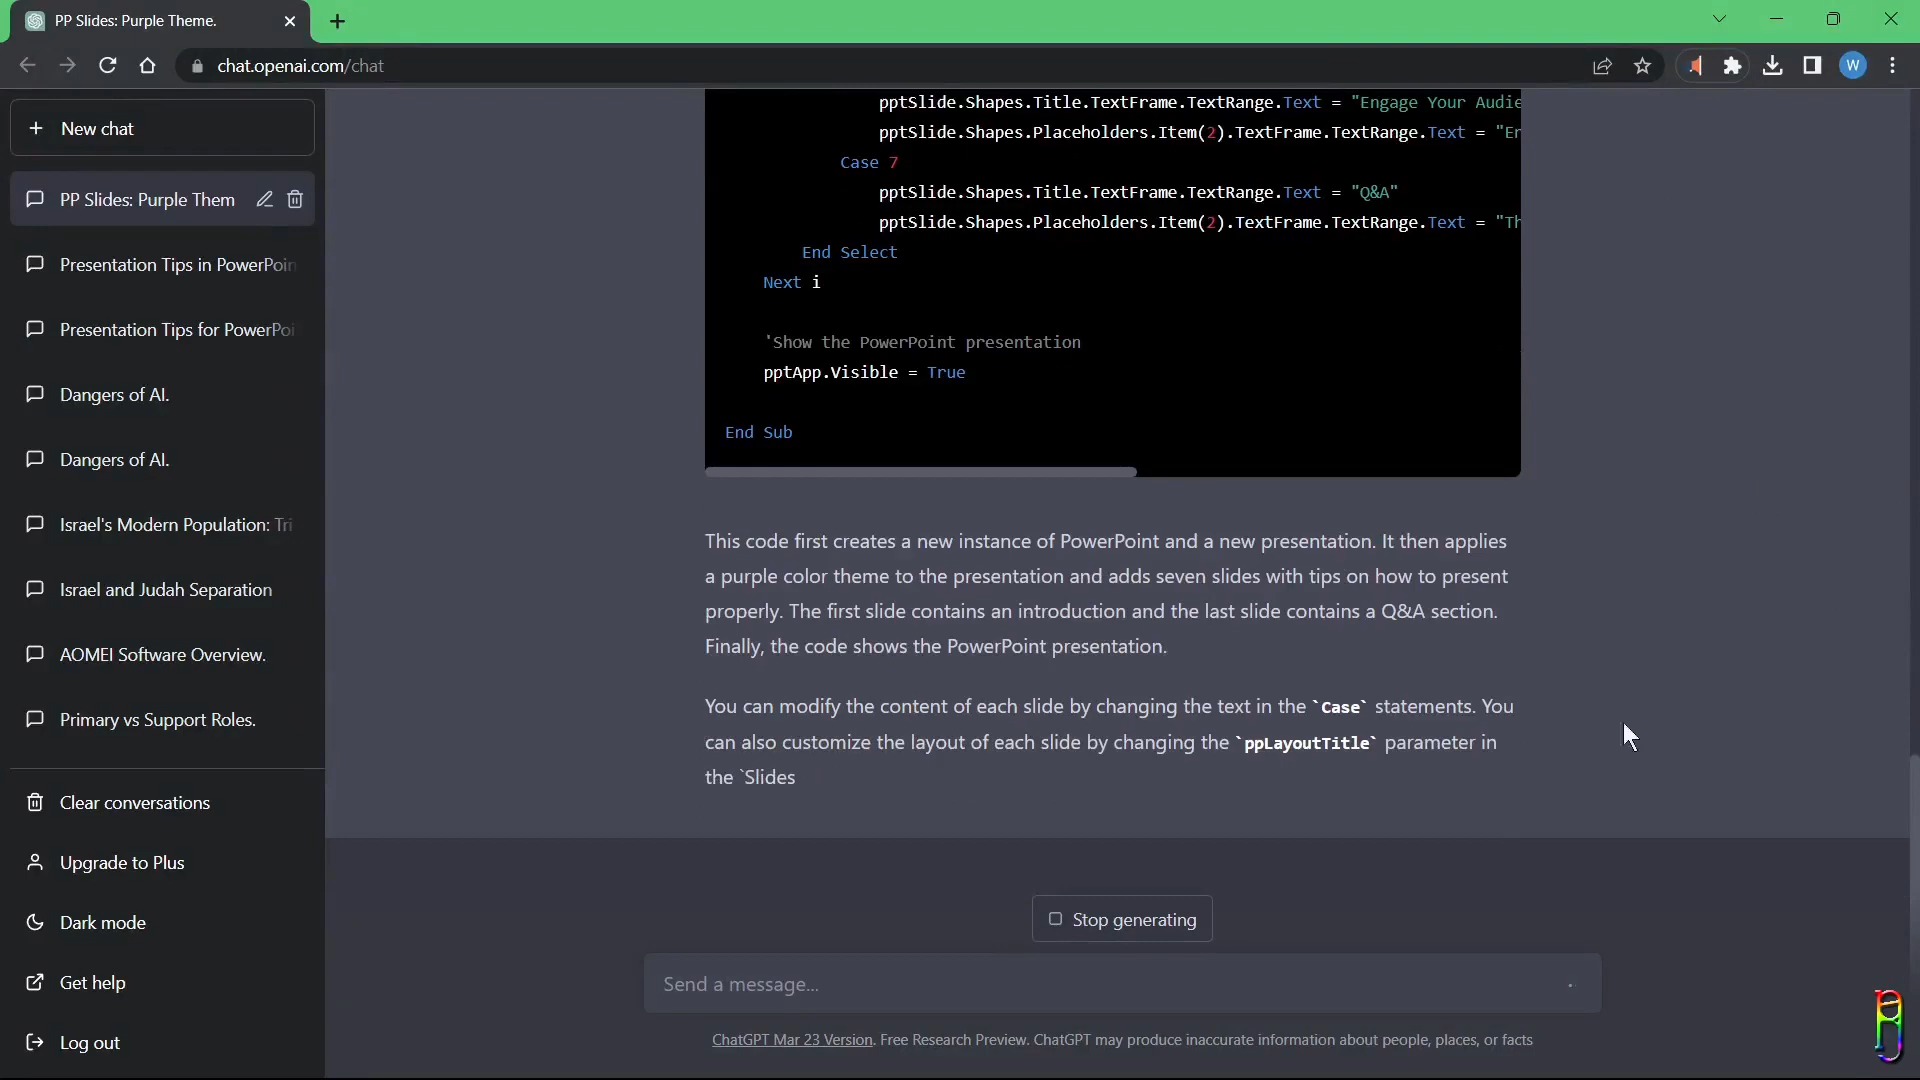 PP Slides: Purple Theme.
chat.openai.com/chat
W
New chat
PP Slides: Purple Them
Presentation Tips in PowerPoin
Presentation Tips for PowerPoi
Dangers of AI.
Dangers of AI.
Israel's Modern Population: Tri
Israel and Judah Separation
AOMEI Software Overview.
Primary vs Support Roles.
Clear conversations
Upgrade to Plus
Dark mode
Get help
Log out
pptSlide.Shapes.Title.TextFrame.TextRange.Text = "Engage Your Audie
pptSlide.Shapes.Placeholders.Item(2).TextFrame.TextRange.Text = "En
Case 7
pptSlide.Shapes.Title.TextFrame.TextRange.Text = "Q&A"
pptSlide.Shapes.Placeholders.Item(2).TextFrame.TextRange.Text = "Th
End Select
Next i
'Show the PowerPoint presentation
pptApp.Visible = True
End Sub
This code first creates a new instance of PowerPoint and a new presentation. It then applies
a purple color theme to the presentation and adds seven slides with tips on how to present
properly. The first slide contains an introduction and the last slide contains a Q&A section.
Finally, the code shows the PowerPoint presentation.
You can modify the content of each slide by changing the text in the `Case` statements. You
can also customize the layout of each slide by changing the `ppLayoutTitle` parameter in
the `Slides
Stop generating
Send a message...
ChatGPT Mar 23 Version. Free Research Preview. ChatGPT may produce inaccurate information about people, places, or facts